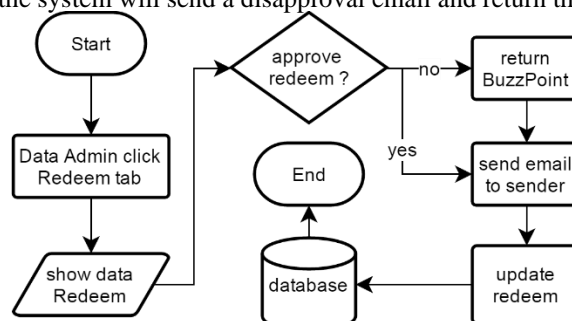 the system will send a disapproval email and return th
Start
Data Admin click
Redeem tab
show data
Redeem
approve
redeem ?
no
yes
return
BuzzPoint
send email
to sender
update
redeem
database
End